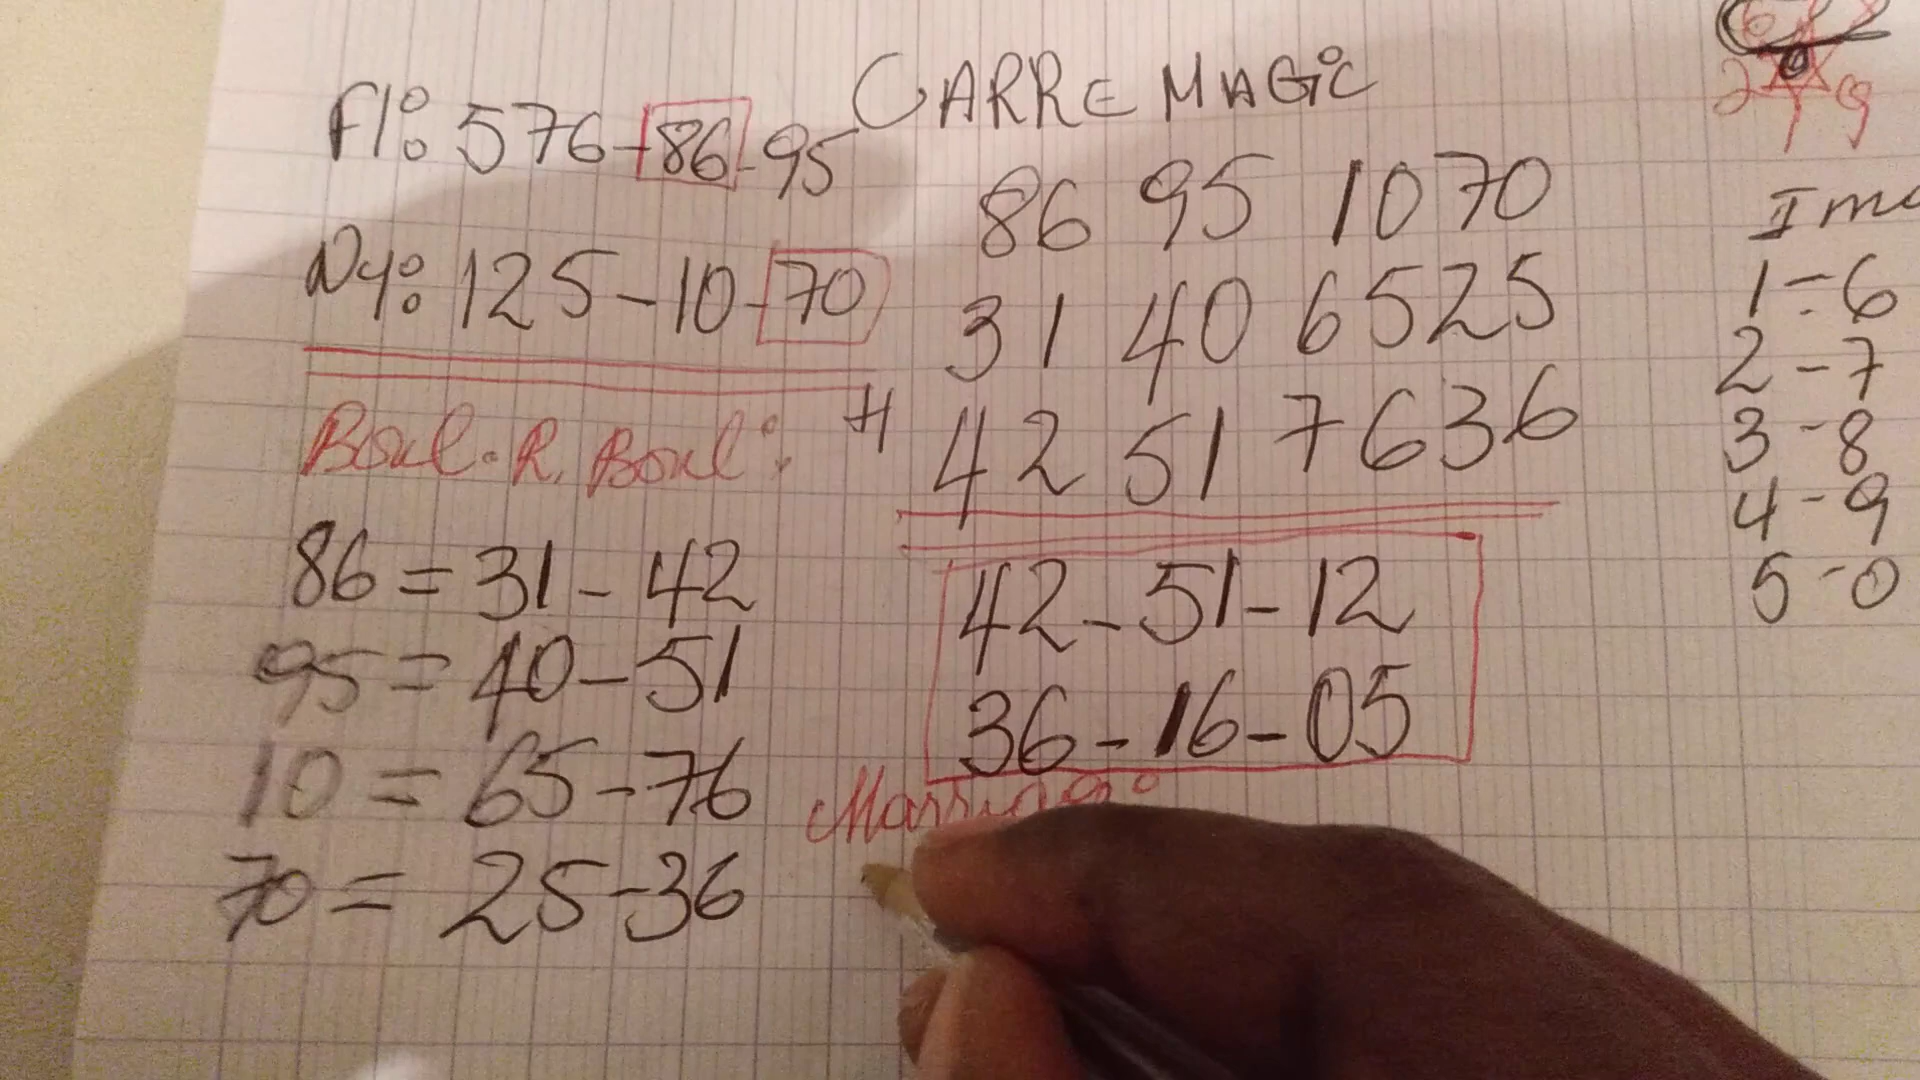 CARRE MAGIC
Fl: 576-86-95
Ny: 125-10-70
86 95 10 70
31 40 65 25
42 51 76 36
Boul. R. Boul:
86 = 31-42
95 = 40-51
10 = 65-76
70 = 25-36
42-51-12
36-16-05
2 9
1-6
2-7
3-8
4-9
5-0